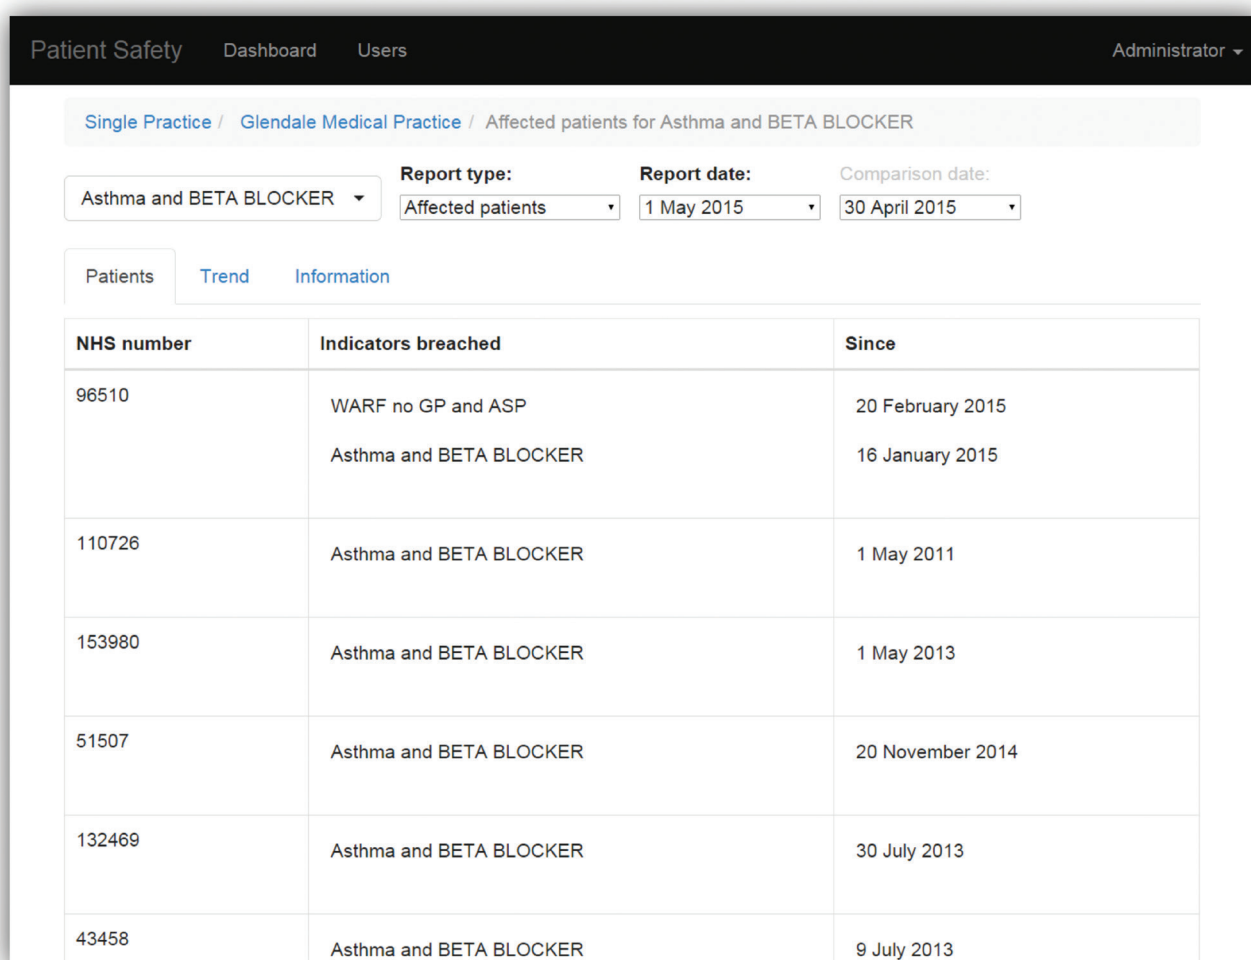 Patient Safety Dashboard Users Administrator
Single Practice / Glendale Medical Practice / Affected patients for Asthma and BETA BLOCKER
Report type: Report date: Comparison date:
Asthma and BETA BLOCKER Affected patients 1 May 2015 30 April 2015
Patients Trend Information
NHS number Indicators breached Since
96510 WARF no GP and ASP 20 February 2015
Asthma and BETA BLOCKER 16 January 2015
110726 Asthma and BETA BLOCKER 1 May 2011
153980 Asthma and BETA BLOCKER 1 May 2013
51507 Asthma and BETA BLOCKER 20 November 2014
132469 Asthma and BETA BLOCKER 30 July 2013
43458 Asthma and BETA BLOCKER 9 July 2013